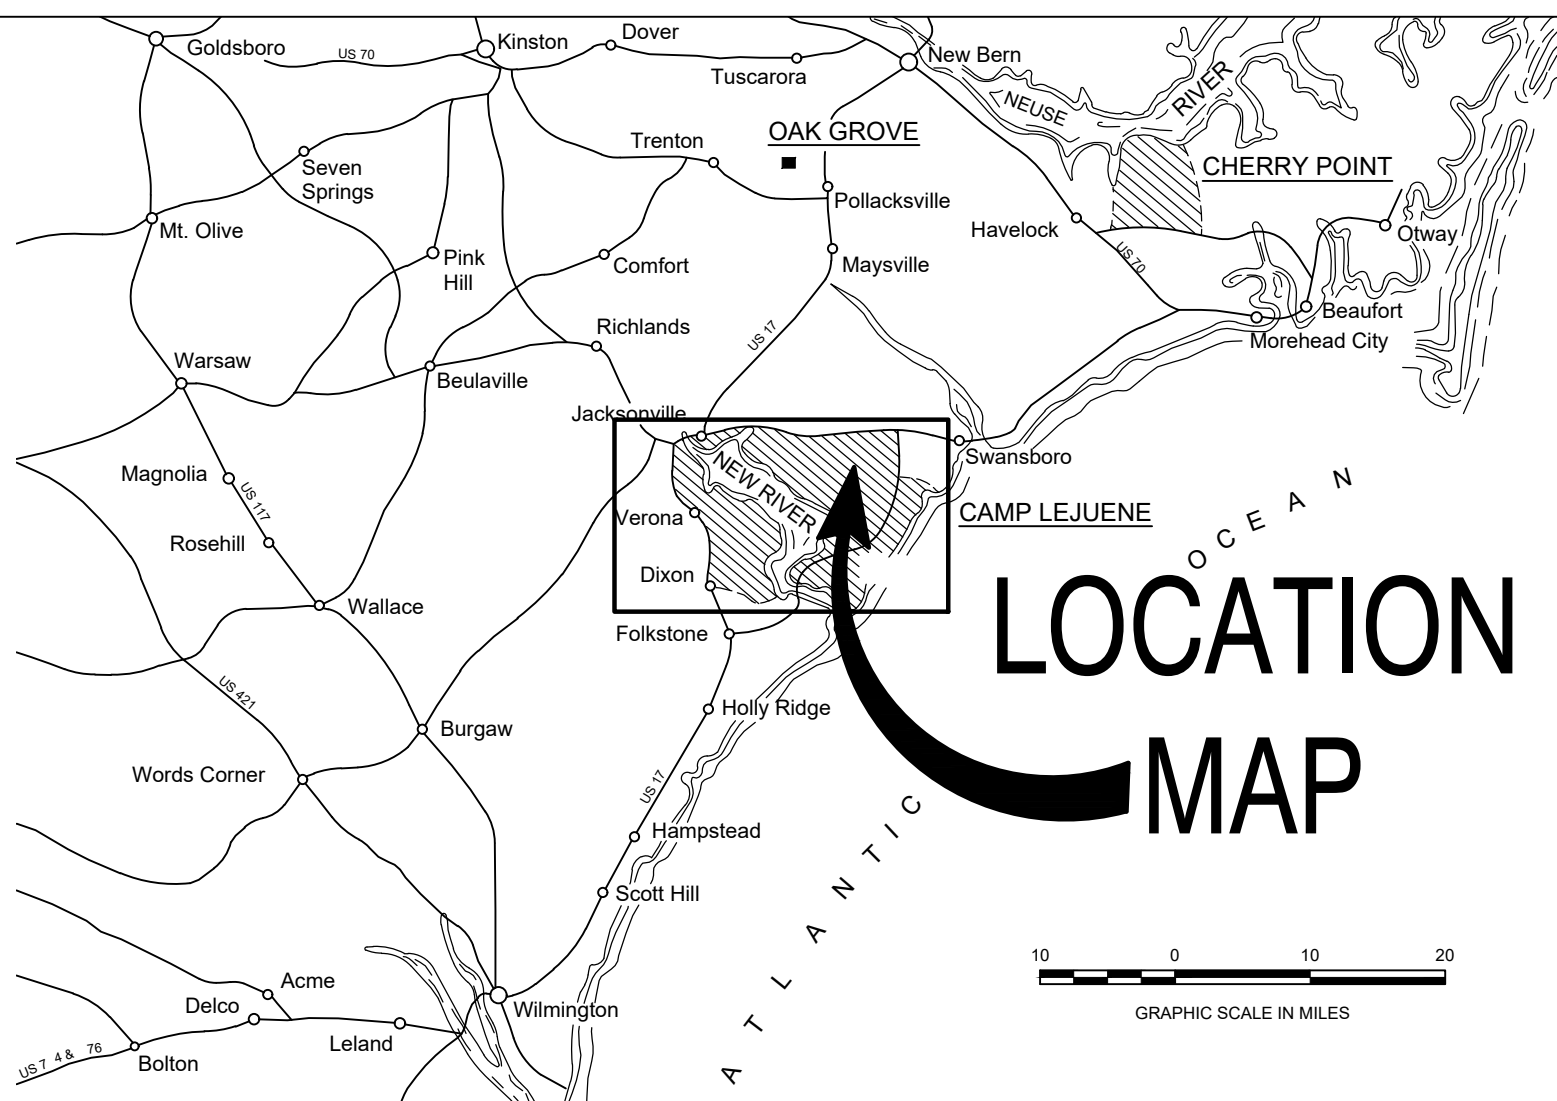 Goldsboro
US 70
Kinston
Dover
Tuscarora
New Bern
NEUSE
RIVER
OAK GROVE
Trenton
Seven
Springs
CHERRY POINT
Pollacksville
Mt. Olive
Havelock
Otway
Pink
Hill
Comfort
Maysville
US 70
Beaufort
Morehead City
Richlands
US 17
Warsaw
Beulaville
Jacksonville
Swansboro
Magnolia
US 117
NEW RIVER
Verona
CAMP LEJUENE
OCEAN
Rosehill
Dixon
Wallace
Folkstone
LOCATION
MAP
US 421
Holly Ridge
Burgaw
Words Corner
US 17
Hampstead
ATLANTIC
Scott Hill
10 0 10 20
GRAPHIC SCALE IN MILES
Acme
Delco
Wilmington
Leland
US 7 4 & 76
Bolton